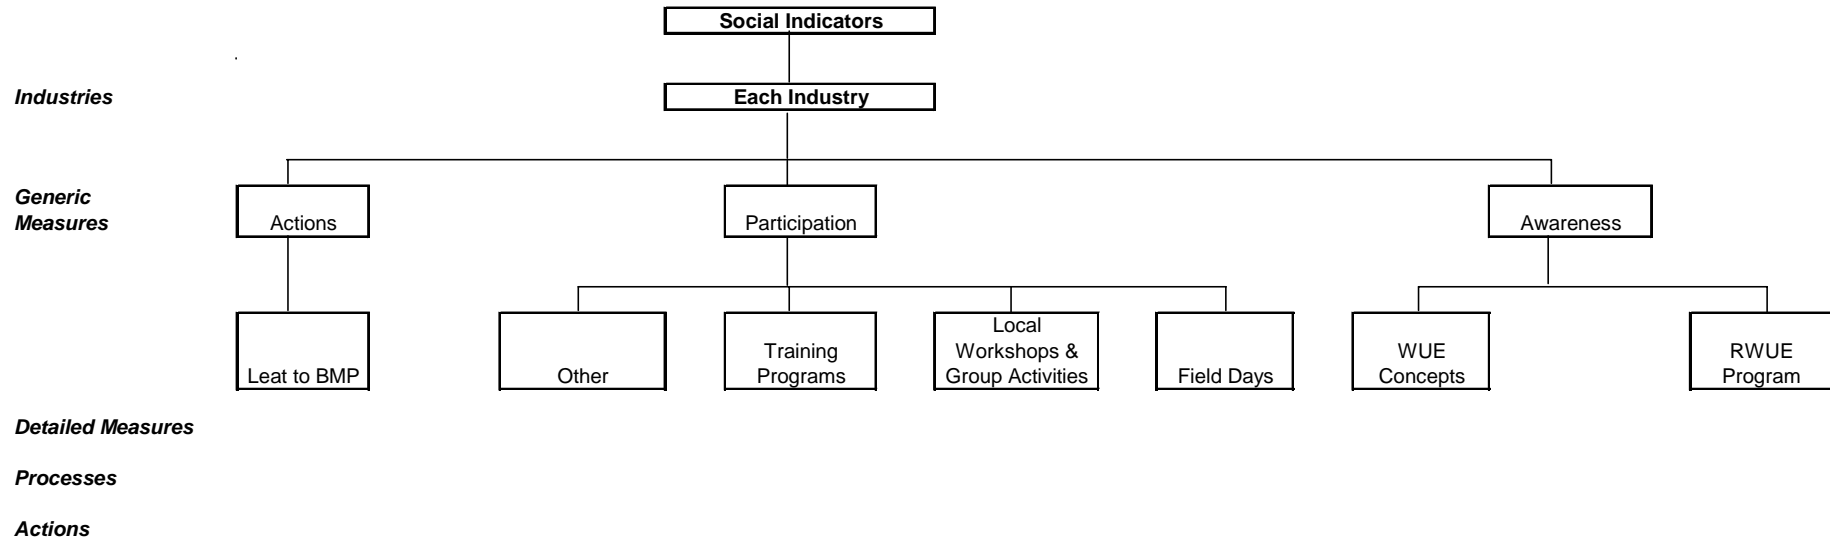 Social Indicators
Industries
Each Industry
Generic
Measures
Actions
Participation
Awareness
Leat to BMP
Other
Training
Programs
Local
Workshops &
Group Activities
Field Days
WUE
Concepts
RWUE
Program
Detailed Measures
Processes
Actions